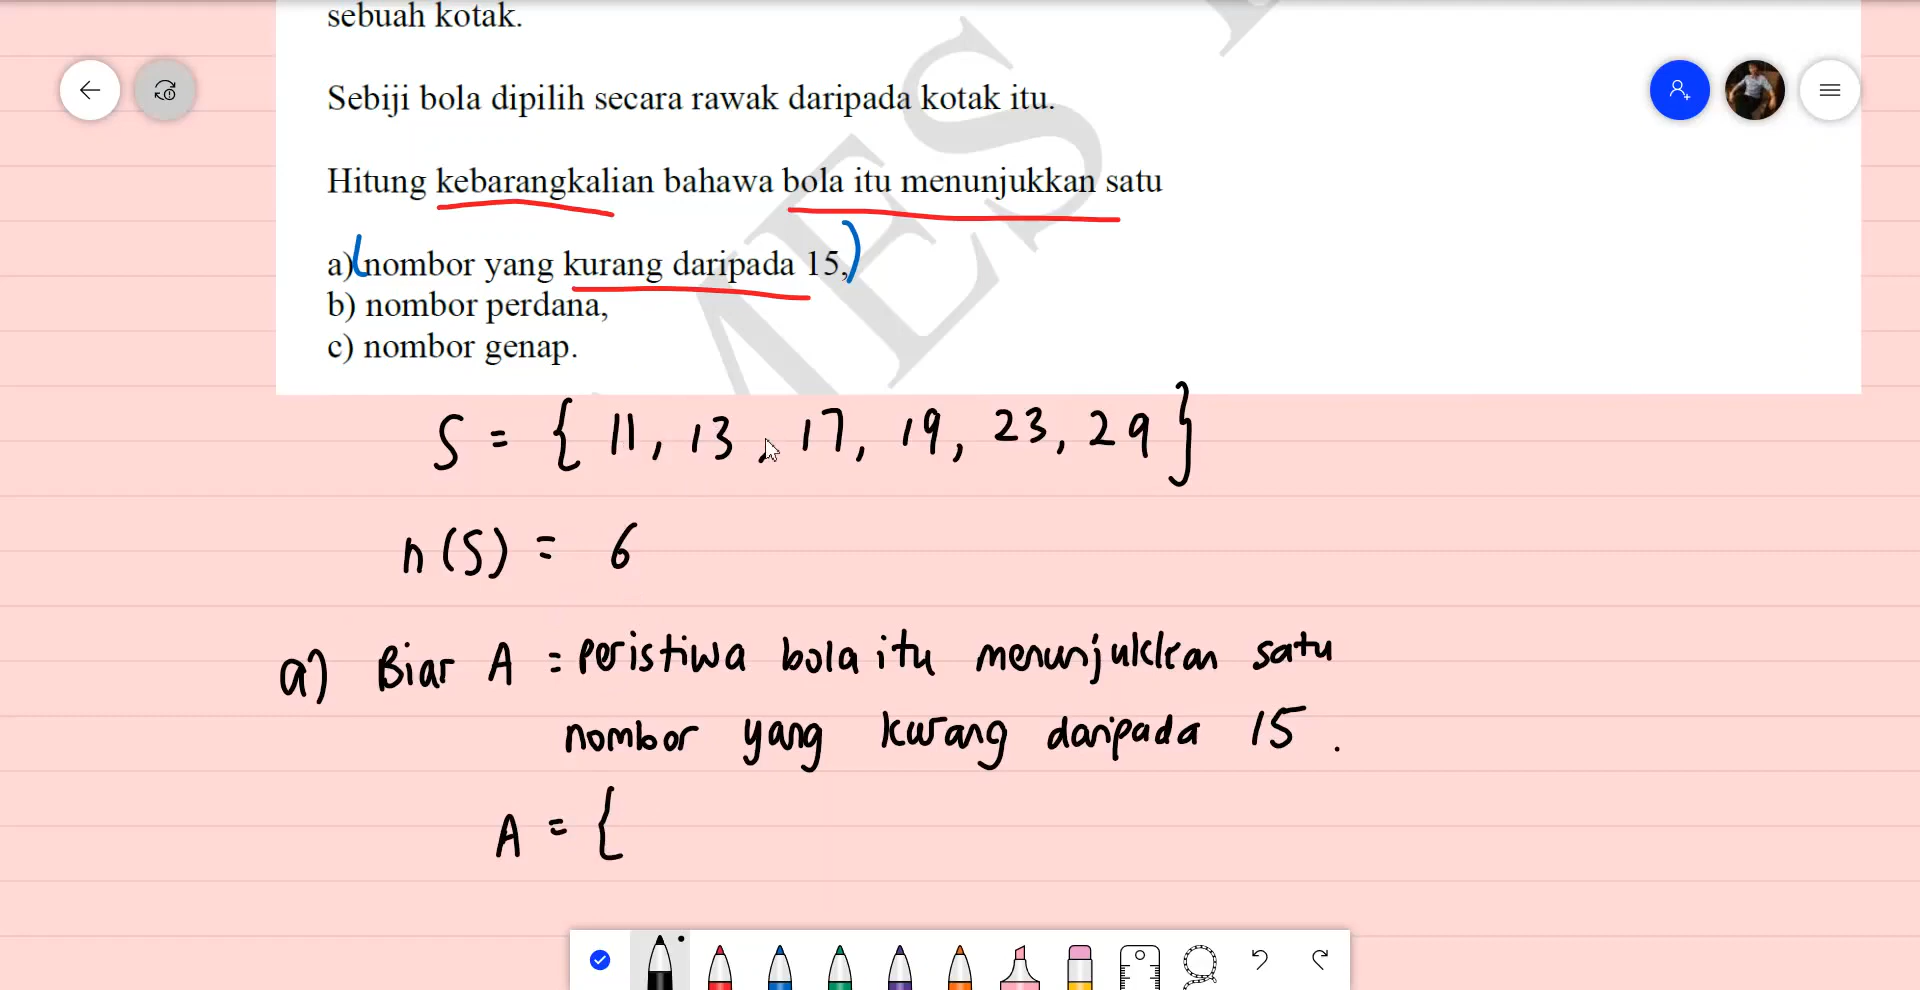 sebuah kotak.
Sebiji bola dipilih secara rawak daripada kotak itu.
Hitung kebarangkalian bahawa bola itu menunjukkan satu
a) nombor yang kurang daripada 15,
b) nombor perdana,
c) nombor genap.
S = { 11, 13, 17, 19, 23, 29 }
n(S) = 6
a) Biar A = peristiwa bola itu menunjukkan satu
nombor yang kurang daripada 15.
A = {